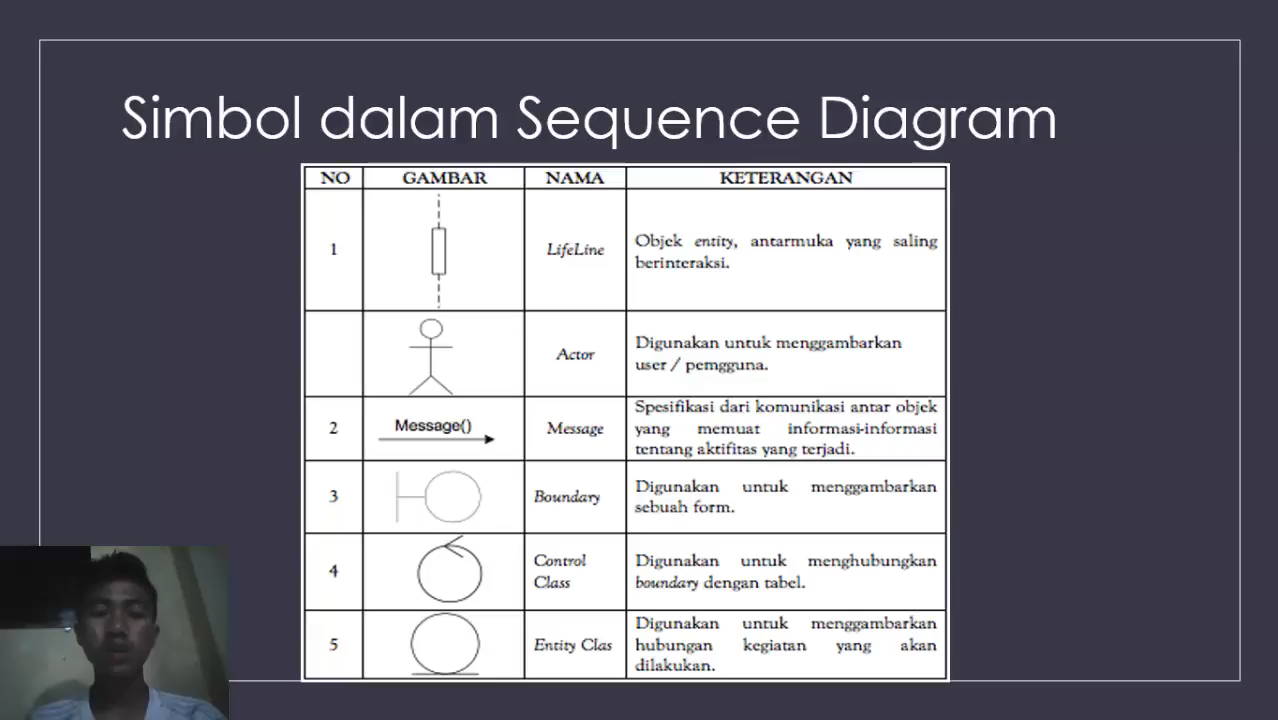 Simbol dalam Sequence Diagram
NO GAMBAR NAMA KETERANGAN
1 LifeLine Objek entity, antarmuka yang saling
berinteraksi.
Actor Digunakan untuk menggambarkan
user / pemgguna.
2 Message() Message Spesifikasi dari komunikasi antar objek
yang memuat informasi-informasi
tentang aktifitas yang terjadi.
3 Boundary Digunakan untuk menggambarkan
sebuah form.
4 Control
Class Digunakan untuk menghubungkan
boundary dengan tabel.
5 Entity Clas Digunakan untuk menggambarkan
hubungan kegiatan yang akan
dilakukan.